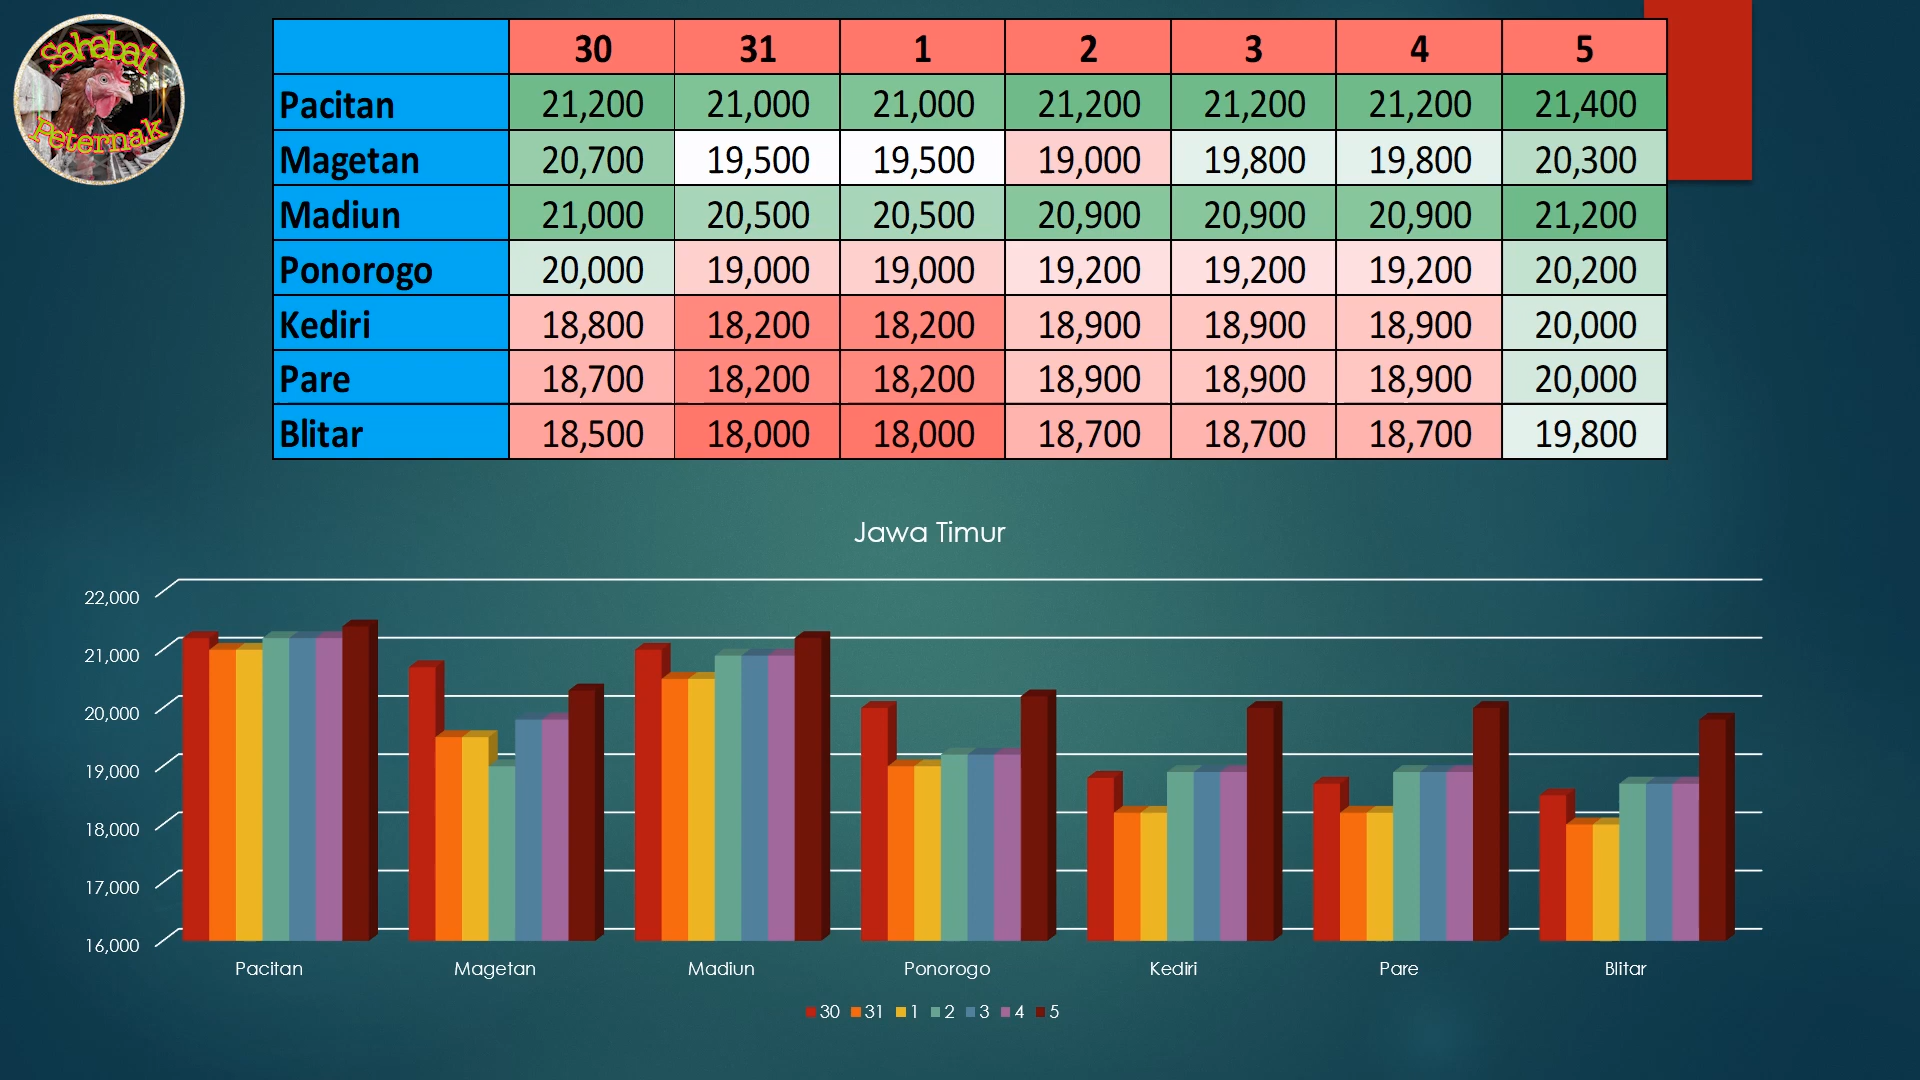 Sahabat
Peternak
30 31 1 2 3 4 5
Pacitan 21,200 21,000 21,000 21,200 21,200 21,200 21,400
Magetan 20,700 19,500 19,500 19,000 19,800 19,800 20,300
Madiun 21,000 20,500 20,500 20,900 20,900 20,900 21,200
Ponorogo 20,000 19,000 19,000 19,200 19,200 19,200 20,200
Kediri 18,800 18,200 18,200 18,900 18,900 18,900 20,000
Pare 18,700 18,200 18,200 18,900 18,900 18,900 20,000
Blitar 18,500 18,000 18,000 18,700 18,700 18,700 19,800
Jawa Timur
22,000
21,000
20,000
19,000
18,000
17,000
16,000
Pacitan Magetan Madiun Ponorogo Kediri Pare Blitar
30 31 1 2 3 4 5